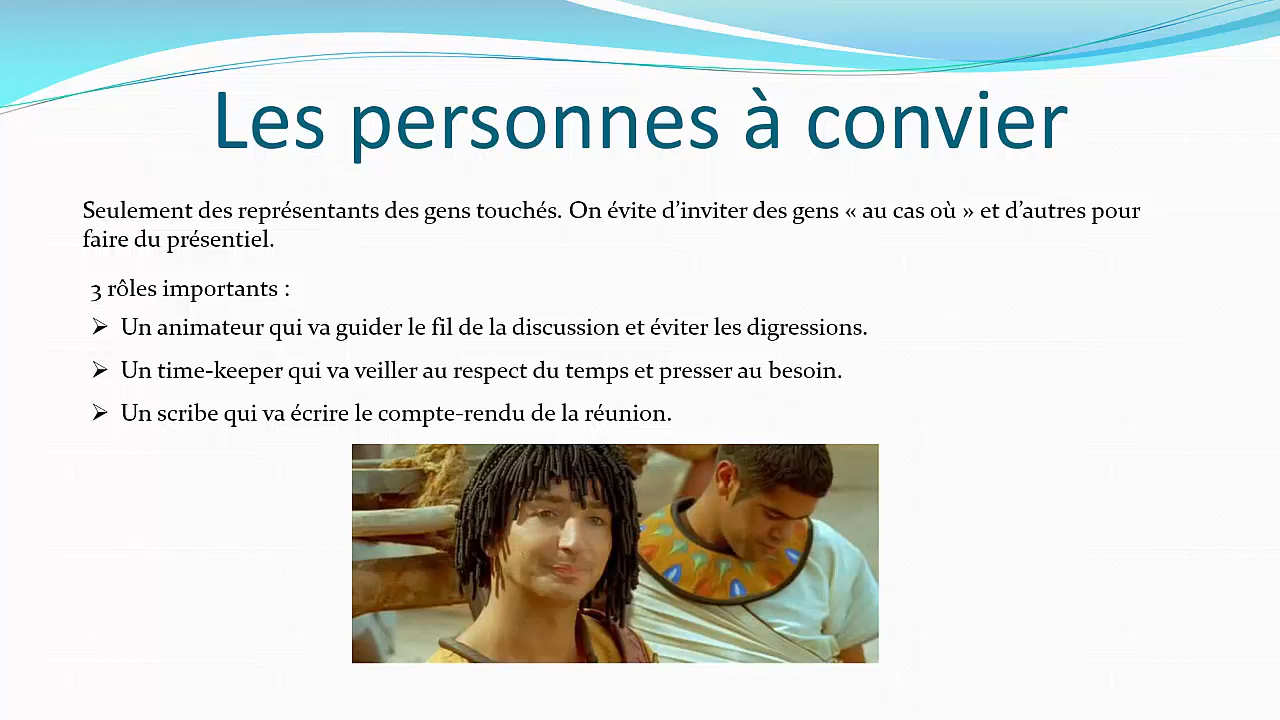 Les personnes à convier
Seulement des représentants des gens touchés. On évite d’inviter des gens « au cas où » et d’autres pour
faire du présentiel.
3 rôles importants :
➢ Un animateur qui va guider le fil de la discussion et éviter les digressions.
➢ Un time-keeper qui va veiller au respect du temps et presser au besoin.
➢ Un scribe qui va écrire le compte-rendu de la réunion.